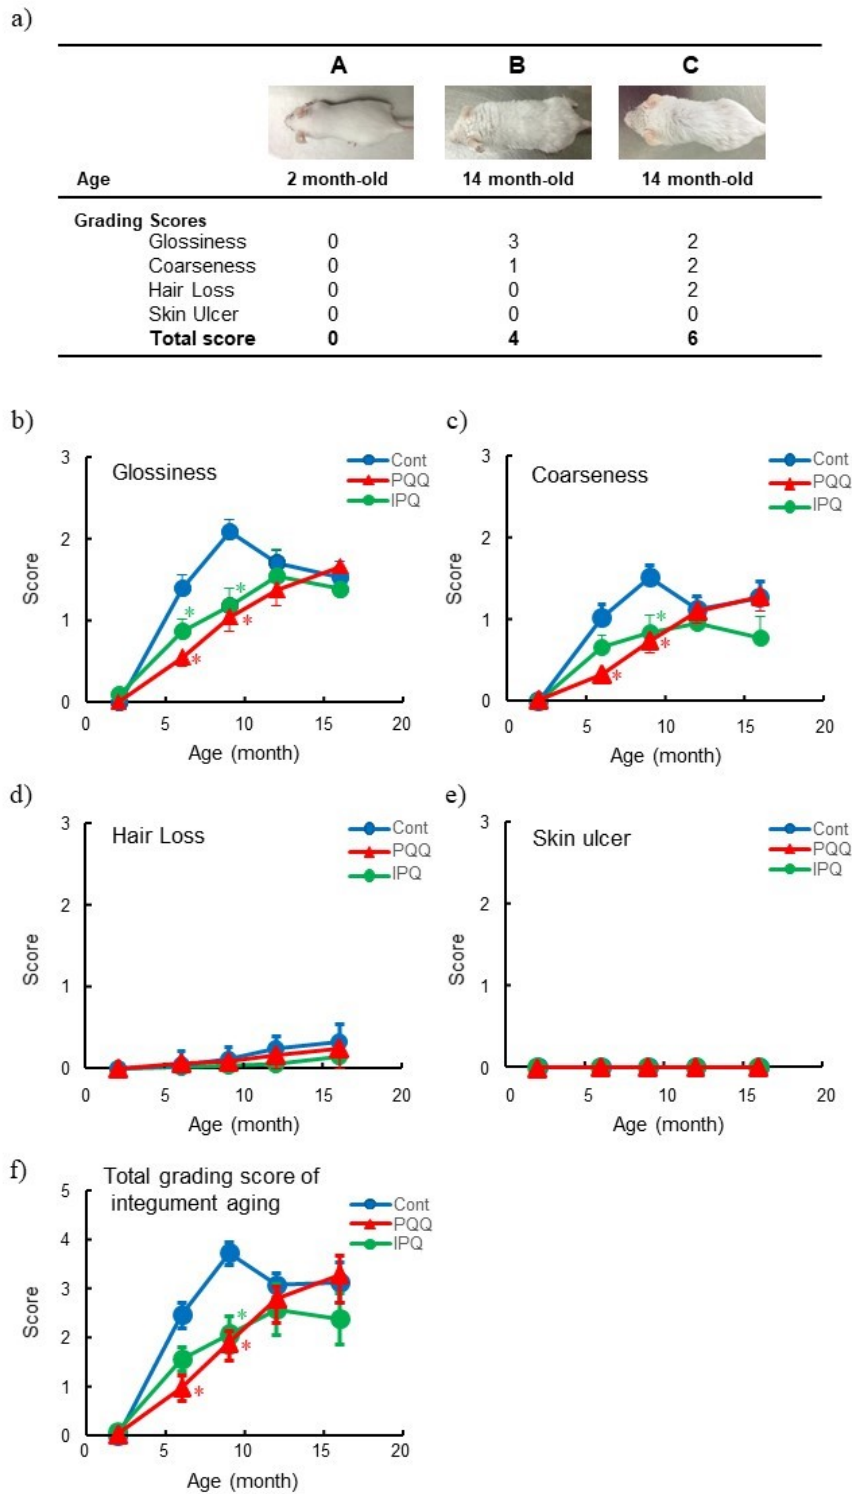 a)
A B C
Age 2 month-old 14 month-old 14 month-old
Grading Scores
Glossiness 0 3 2
Coarseness 0 1 2
Hair Loss 0 0 2
Skin Ulcer 0 0 0
Total score 0 4 6
b)
Glossiness
Cont
PQQ
IPQ
3
2
1
0
Score
* * * *
0 5 10 15 20
Age (month)
c)
Coarseness
Cont
PQQ
IPQ
3
2
1
0
Score
* * *
0 5 10 15 20
Age (month)
d)
Hair Loss
Cont
PQQ
IPQ
3
2
1
0
Score
0 5 10 15 20
Age (month)
e)
Skin ulcer
Cont
PQQ
IPQ
3
2
1
0
Score
0 5 10 15 20
Age (month)
f)
Total grading score of
integument aging
Cont
PQQ
IPQ
5
4
3
2
1
0
Score
* * *
0 5 10 15 20
Age (month)